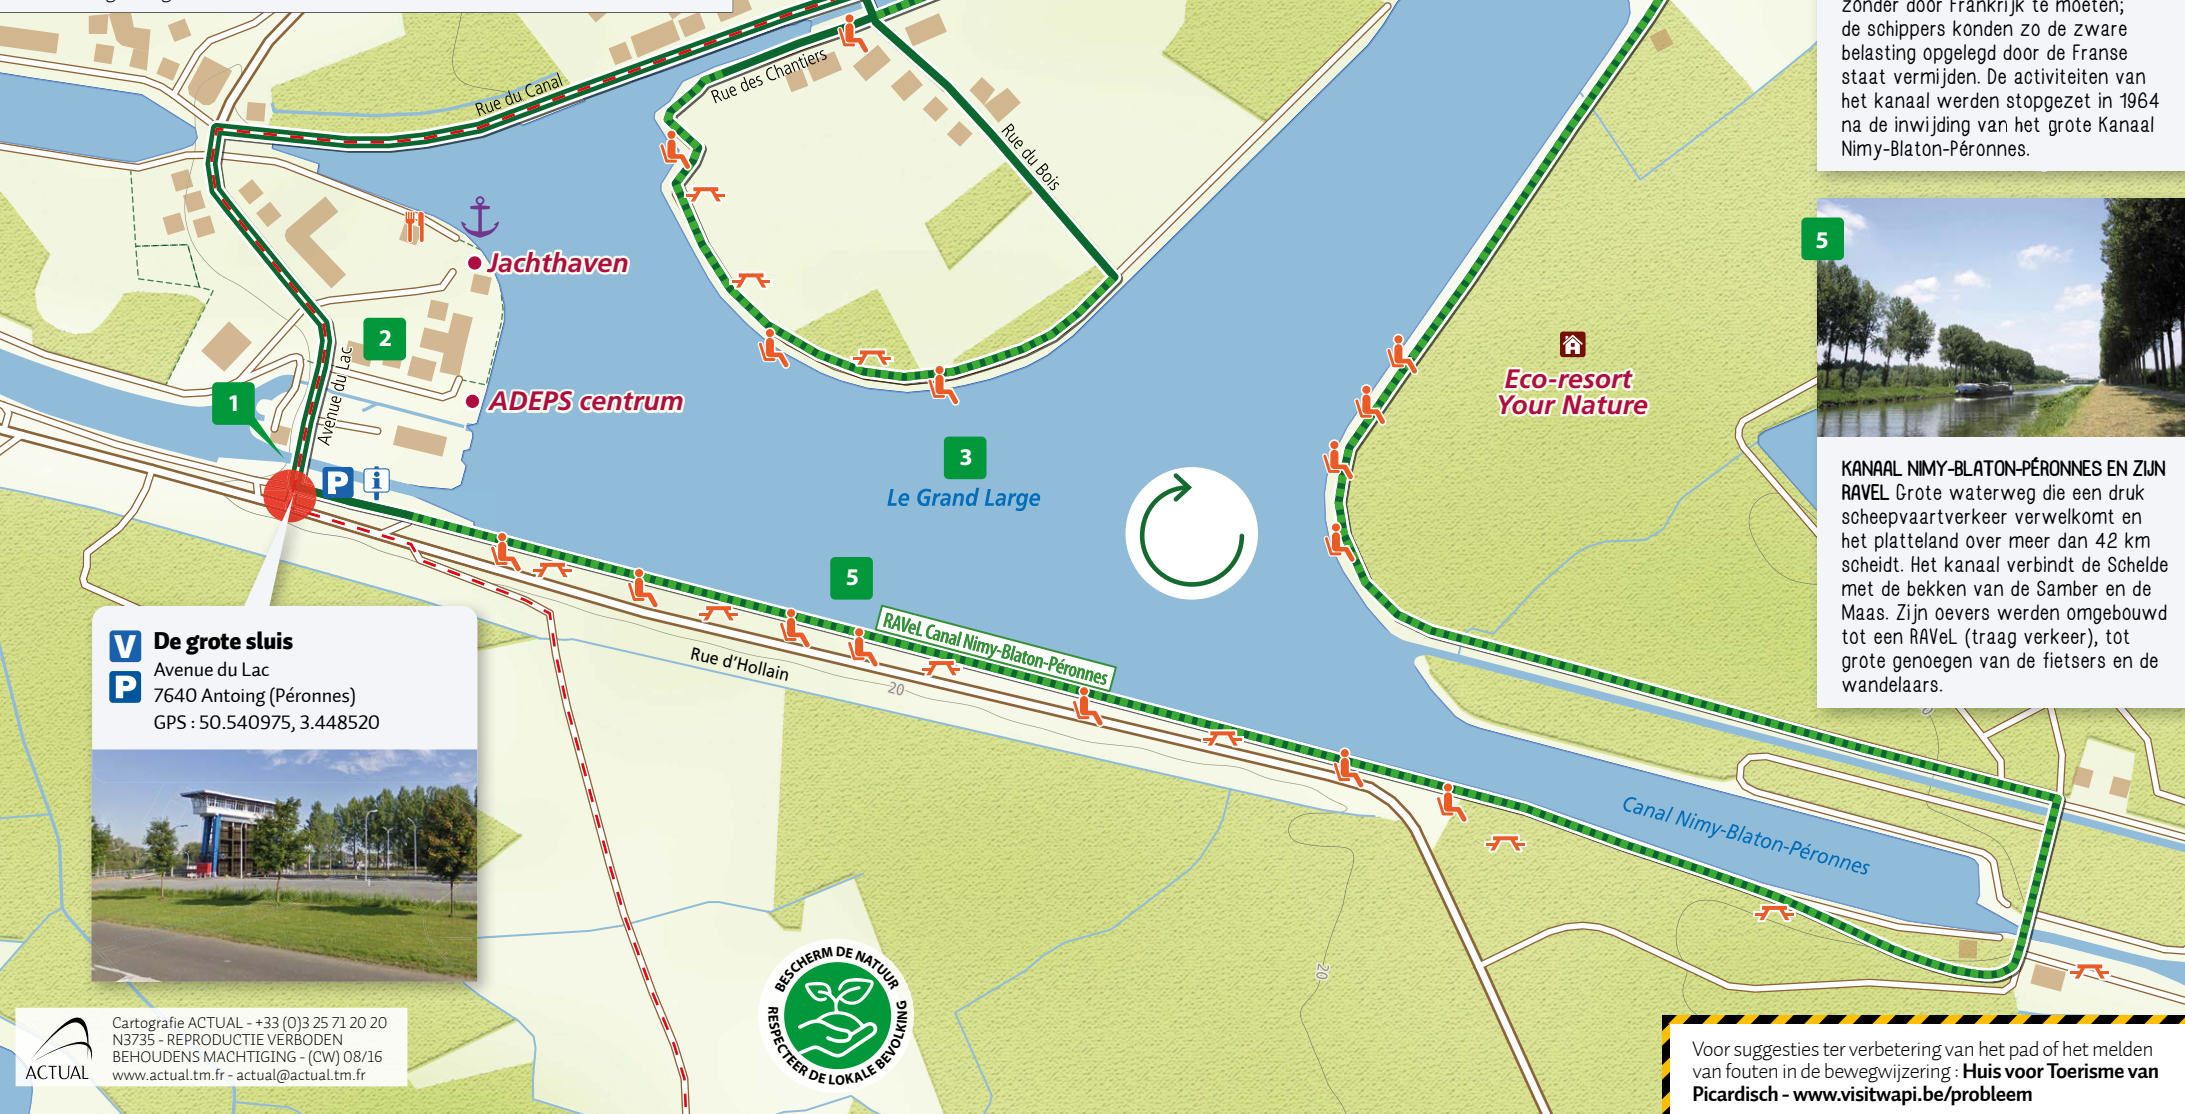 zonder door Frankrijk te moeten;
de schippers konden zo de zware
belasting opgelegd door de Franse
staat vermijden. De activiteiten van
het kanaal werden stopgezet in 1964
na de inwijding van het grote Kanaal
Nimy-Blaton-Péronnes.
Rue du Canal
Rue des Chantiers
Rue du Bois
Jachthaven
2
Avenue du Lac
1
ADEPS centrum
P
i
3
Le Grand Large
5
RAVeL Canal Nimy-Blaton-Péronnes
Rue d'Hollain
20
20
Eco-resort
Your Nature
Canal Nimy-Blaton-Péronnes
5
KANAAL NIMY-BLATON-PÉRONNES EN ZIJN
RAVEL Grote waterweg die een druk
scheepvaartverkeer verwelkomt en
het platteland over meer dan 42 km
scheidt. Het kanaal verbindt de Schelde
met de bekken van de Samber en de
Maas. Zijn oevers werden omgebouwd
tot een RAVeL (traag verkeer), tot
grote genoegen van de fietsers en de
wandelaars.
V De grote sluis
Avenue du Lac
P 7640 Antoing (Péronnes)
GPS : 50.540975, 3.448520
BESCHERM DE NATUUR
RESPECTEER DE LOKALE BEVOLKING
ACTUAL
Cartografie ACTUAL - +33 (0)3 25 71 20 20
N3735 - REPRODUCTIE VERBODEN
BEHOUDENS MACHTIGING - (CW) 08/16
www.actual.tm.fr - actual@actual.tm.fr
Voor suggesties ter verbetering van het pad of het melden
van fouten in de bewegwijzering : Huis voor Toerisme van
Picardisch - www.visitwapi.be/probleem